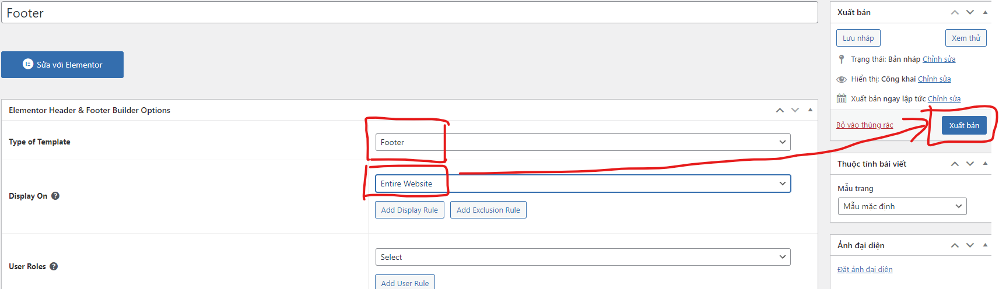 Footer
Sửa với Elementor
Elementor Header & Footer Builder Options
Type of Template
Footer
Display On ?
Entire Website
Add Display Rule Add Exclusion Rule
User Roles ?
Select
Add User Rule
Xuất bản
Lưu nháp Xem thử
Trạng thái: Bản nháp Chỉnh sửa
Hiển thị: Công khai Chỉnh sửa
Xuất bản ngay lập tức Chỉnh sửa
Bỏ vào thùng rác Xuất bản
Thuộc tính bài viết
Mẫu trang
Mẫu mặc định
Ảnh đại diện
Đặt ảnh đại diện